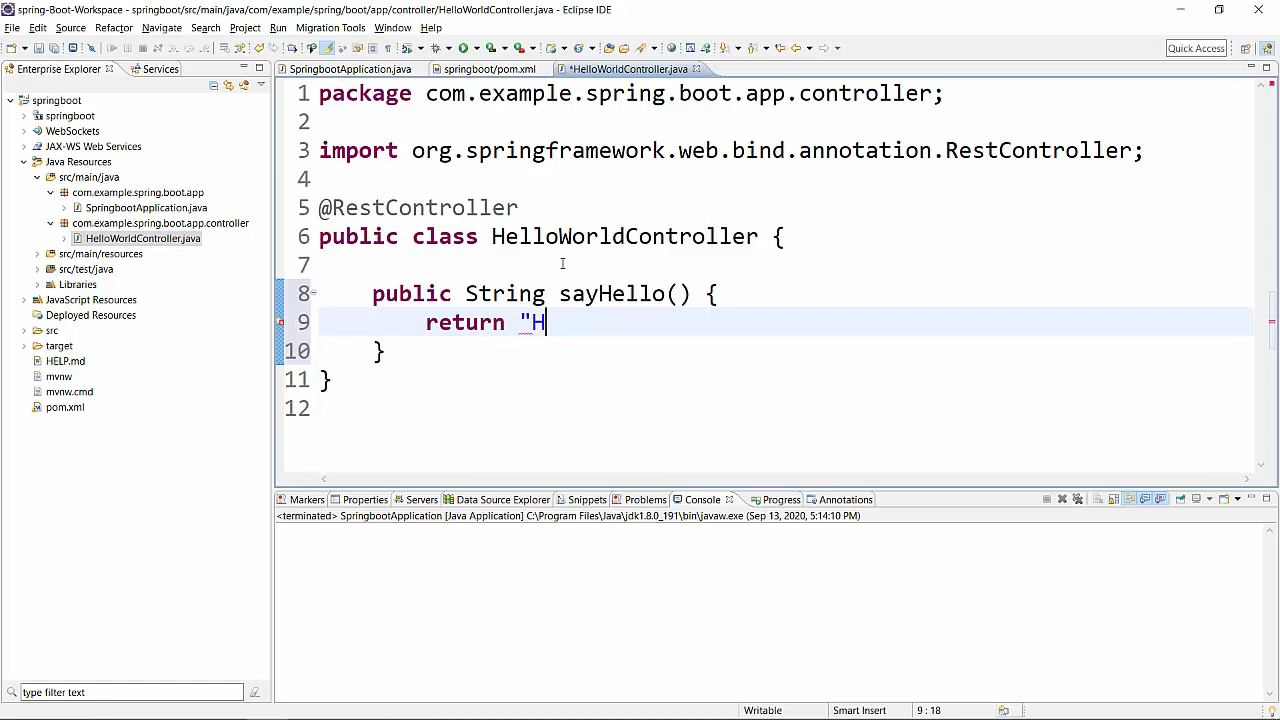 spring-Boot-Workspace - springboot/src/main/java/com/example/spring/boot/app/controller/HelloWorldController.java - Eclipse IDE
File Edit Source Refactor Navigate Search Project Run Migration Tools Window Help
Quick Access
Enterprise Explorer Services
SpringbootApplication.java springboot/pom.xml *HelloWorldController.java
springboot
springboot
WebSockets
JAX-WS Web Services
Java Resources
src/main/java
com.example.spring.boot.app
SpringbootApplication.java
com.example.spring.boot.app.controller
HelloWorldController.java
src/main/resources
src/test/java
Libraries
JavaScript Resources
Deployed Resources
src
target
HELP.md
mvnw
mvnw.cmd
pom.xml
type filter text
1 package com.example.spring.boot.app.controller;
2
3 import org.springframework.web.bind.annotation.RestController;
4
5 @RestController
6 public class HelloWorldController {
7
8 public String sayHello() {
9 return "H
10 }
11 }
12
Markers Properties Servers Data Source Explorer Snippets Problems Console Progress Annotations
<terminated> SpringbootApplication [Java Application] C:\Program Files\Java\jdk1.8.0_191\bin\javaw.exe (Sep 13, 2020, 5:14:10 PM)
Writable Smart Insert 9 : 18